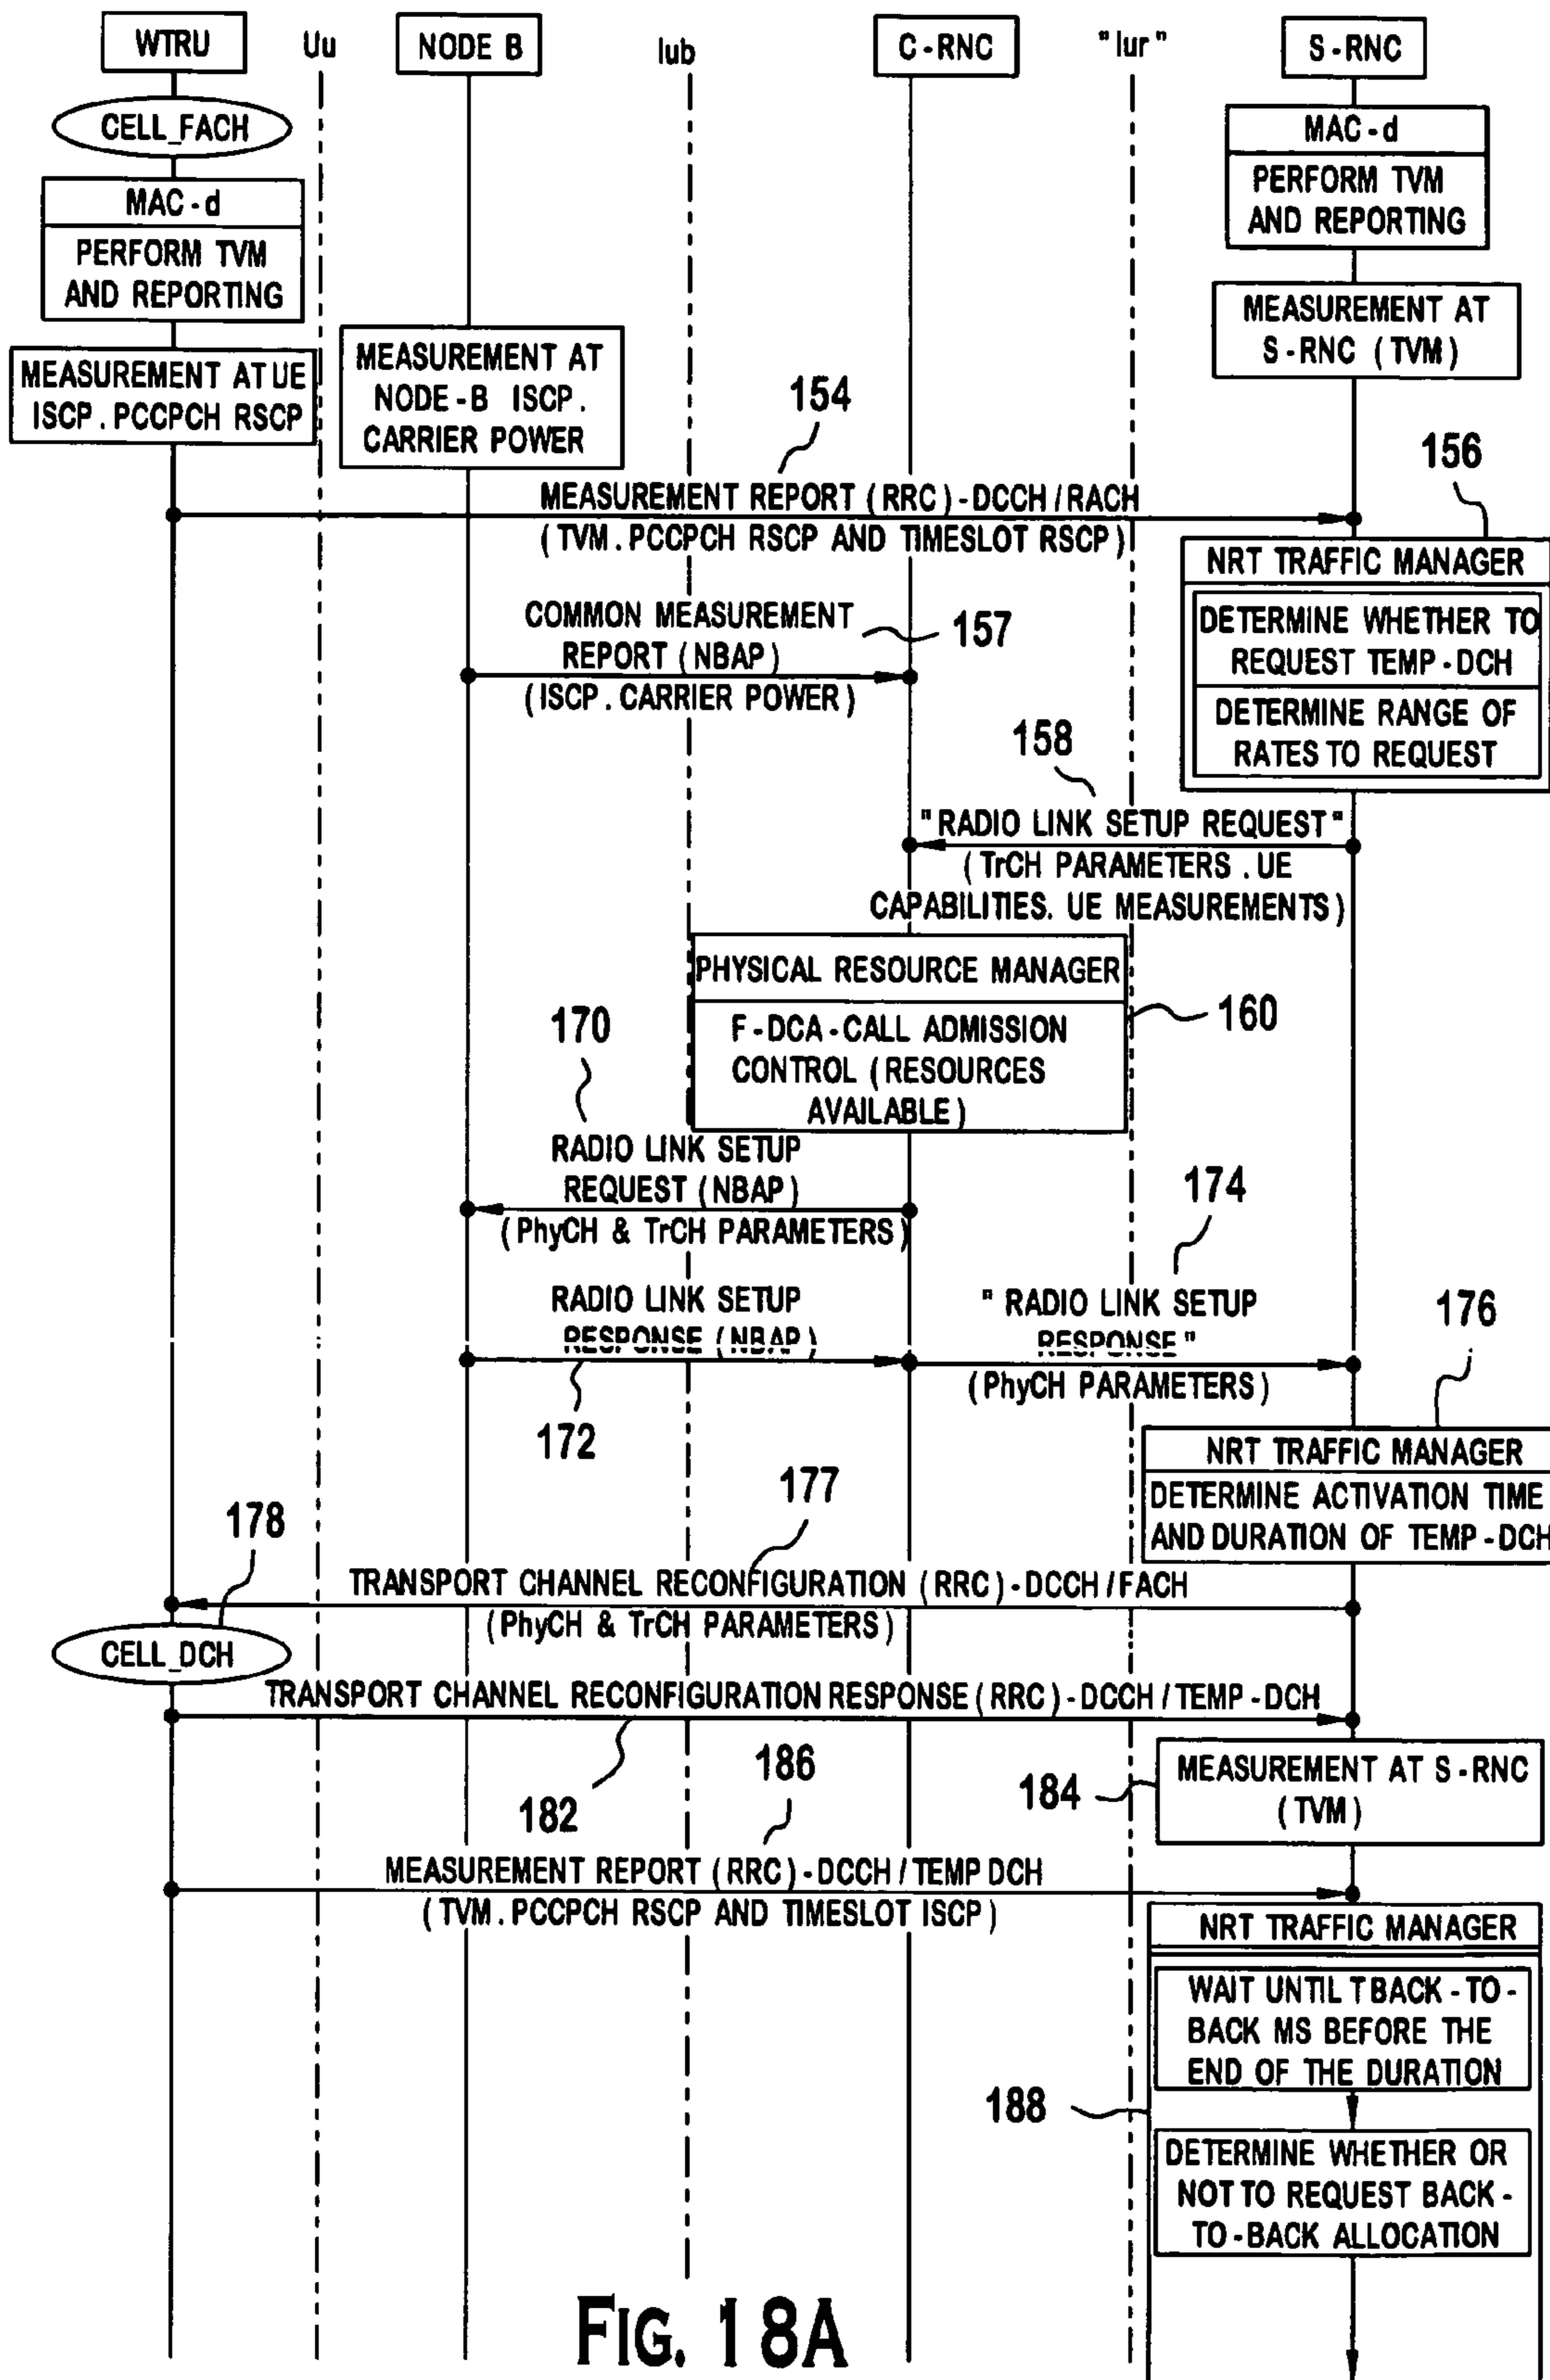 WTRU
Uu
NODE B
Iub
C-RNC
"Iur"
S-RNC
CELL_FACH
MAC-d
PERFORM TVM
AND REPORTING
MEASUREMENT AT UE
ISCP. PCCPCH RSCP
MEASUREMENT AT
NODE-B ISCP.
CARRIER POWER
MAC-d
PERFORM TVM
AND REPORTING
MEASUREMENT AT
S-RNC (TVM)
154
156
MEASUREMENT REPORT (RRC)-DCCH/RACH
(TVM. PCCPCH RSCP AND TIMESLOT RSCP)
NRT TRAFFIC MANAGER
DETERMINE WHETHER TO
REQUEST TEMP-DCH
DETERMINE RANGE OF
RATES TO REQUEST
COMMON MEASUREMENT
REPORT (NBAP)
(ISCP. CARRIER POWER)
157
158
"RADIO LINK SETUP REQUEST"
(TrCH PARAMETERS. UE
CAPABILITIES. UE MEASUREMENTS)
PHYSICAL RESOURCE MANAGER
F-DCA-CALL ADMISSION
CONTROL (RESOURCES
AVAILABLE)
160
170
RADIO LINK SETUP
REQUEST (NBAP)
(PhyCH & TrCH PARAMETERS)
174
RADIO LINK SETUP
RESPONSE (NBAP)
172
" RADIO LINK SETUP
RESPONSE"
(PhyCH PARAMETERS)
176
NRT TRAFFIC MANAGER
DETERMINE ACTIVATION TIME
AND DURATION OF TEMP-DCH
177
178
TRANSPORT CHANNEL RECONFIGURATION (RRC)-DCCH/FACH
(PhyCH & TrCH PARAMETERS)
CELL_DCH
TRANSPORT CHANNEL RECONFIGURATION RESPONSE (RRC)-DCCH/TEMP-DCH
182
184
MEASUREMENT AT S-RNC
(TVM)
186
MEASUREMENT REPORT (RRC)-DCCH/TEMP DCH
(TVM. PCCPCH RSCP AND TIMESLOT ISCP)
NRT TRAFFIC MANAGER
WAIT UNTIL T BACK-TO-
BACK MS BEFORE THE
END OF THE DURATION
188
DETERMINE WHETHER OR
NOT TO REQUEST BACK-
TO-BACK ALLOCATION
FIG. 18A